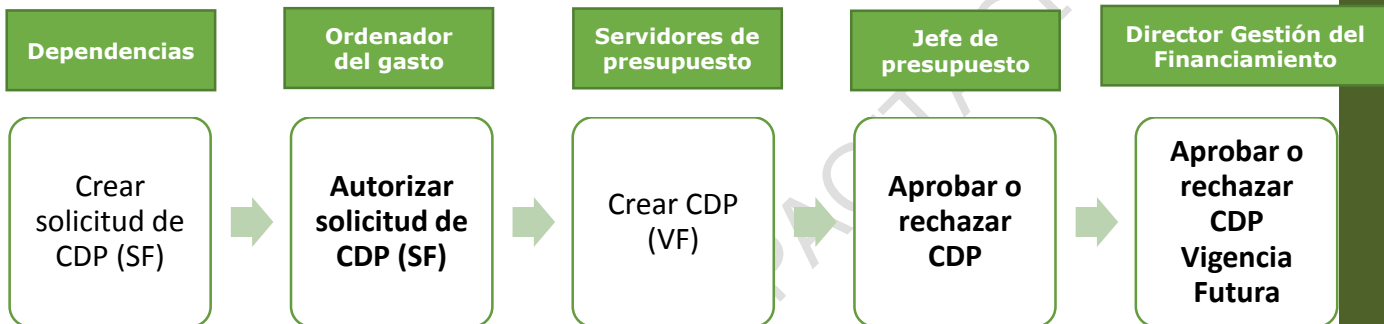 Dependencias
Ordenador
del gasto
Servidores de
presupuesto
Jefe de
presupuesto
Director Gestión del
Financiamiento
Crear
solicitud de
CDP (SF)
Autorizar
solicitud de
CDP (SF)
Crear CDP
(VF)
Aprobar o
rechazar
CDP
Aprobar o
rechazar
CDP
Vigencia
Futura